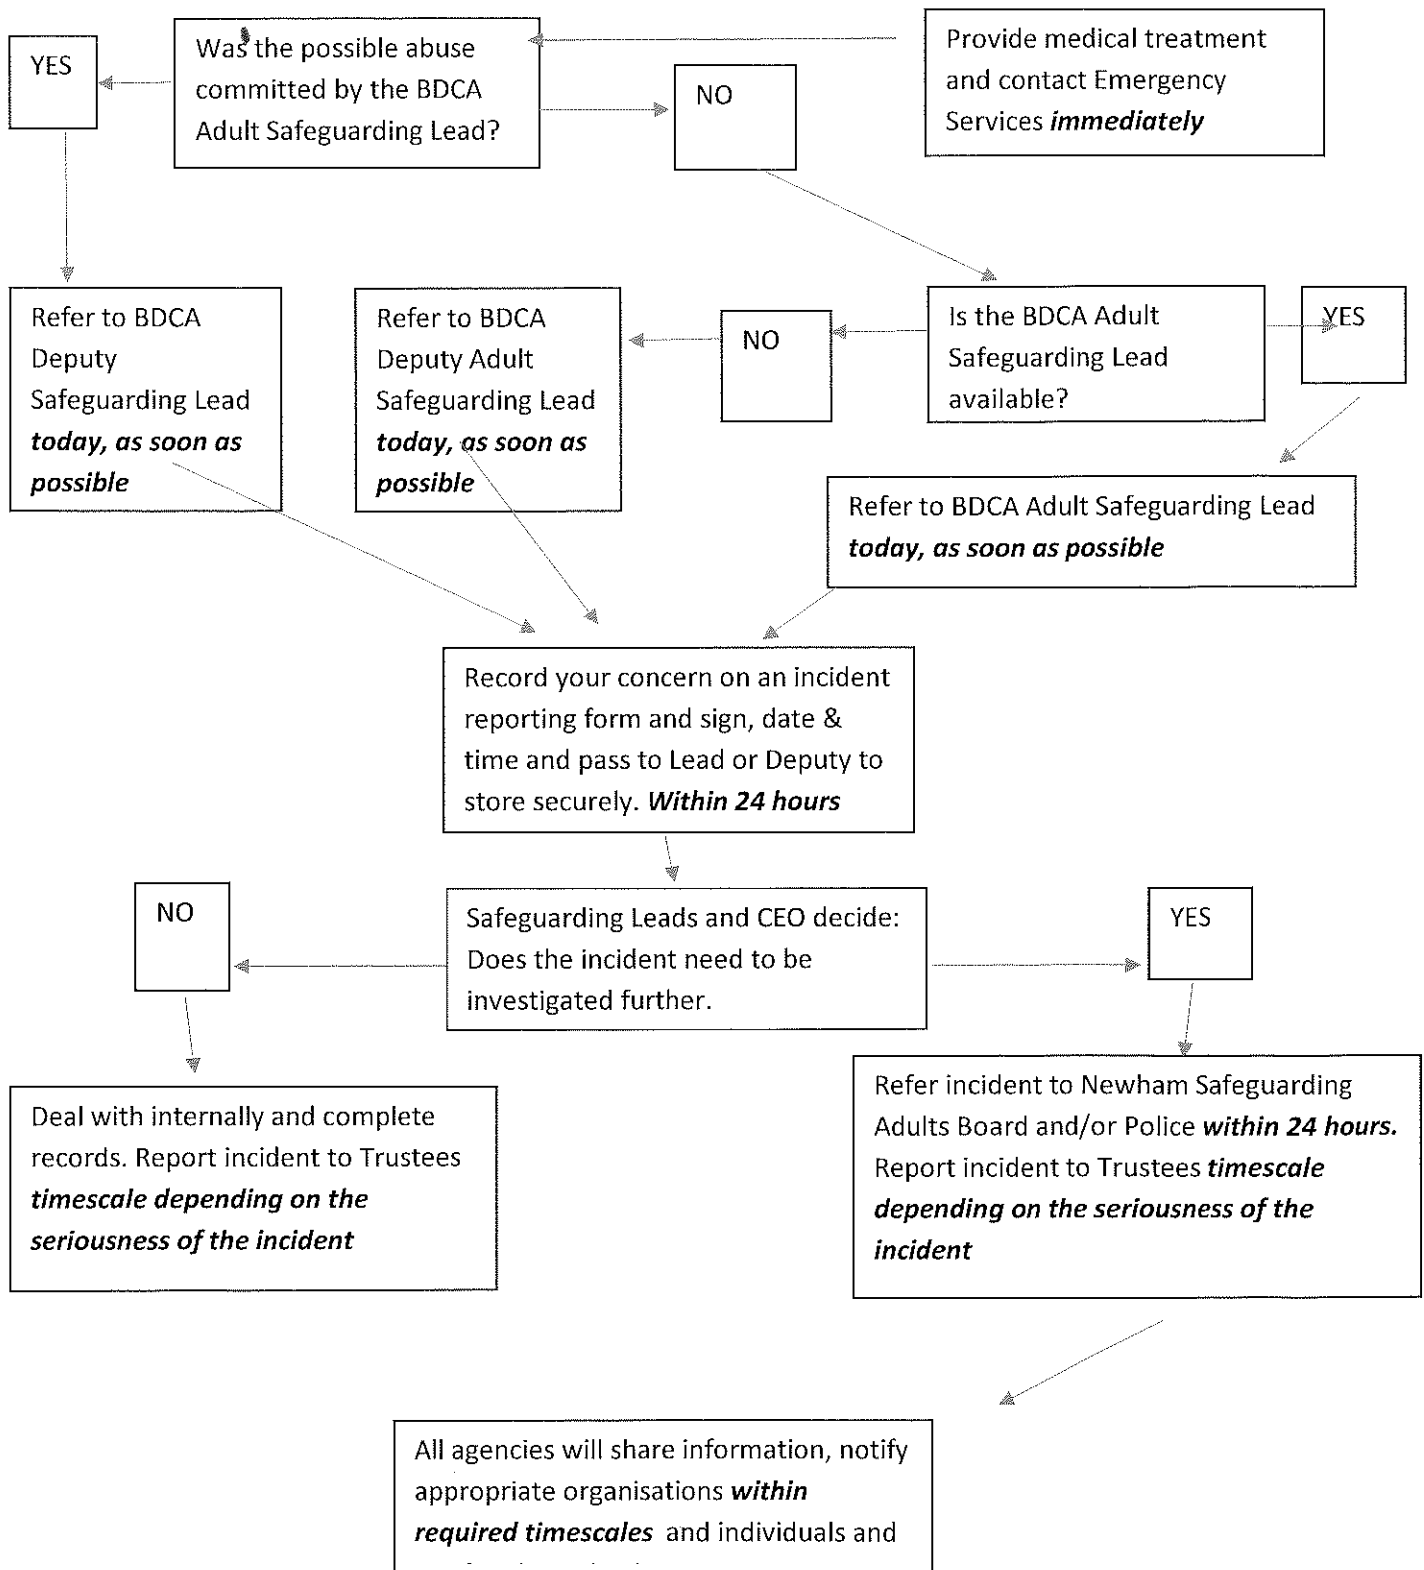 YES
Was the possible abuse
committed by the BDCA
Adult Safeguarding Lead?
NO
Provide medical treatment
and contact Emergency
Services immediately
Refer to BDCA
Deputy
Safeguarding Lead
today, as soon as
possible
Refer to BDCA
Deputy Adult
Safeguarding Lead
today, as soon as
possible
NO
Is the BDCA Adult
Safeguarding Lead
available?
YES
Refer to BDCA Adult Safeguarding Lead
today, as soon as possible
Record your concern on an incident
reporting form and sign, date &
time and pass to Lead or Deputy to
store securely. Within 24 hours
NO
Safeguarding Leads and CEO decide:
Does the incident need to be
investigated further.
YES
Deal with internally and complete
records. Report incident to Trustees
timescale depending on the
seriousness of the incident
Refer incident to Newham Safeguarding
Adults Board and/or Police within 24 hours.
Report incident to Trustees timescale
depending on the seriousness of the
incident
All agencies will share information, notify
appropriate organisations within
required timescales and individuals and